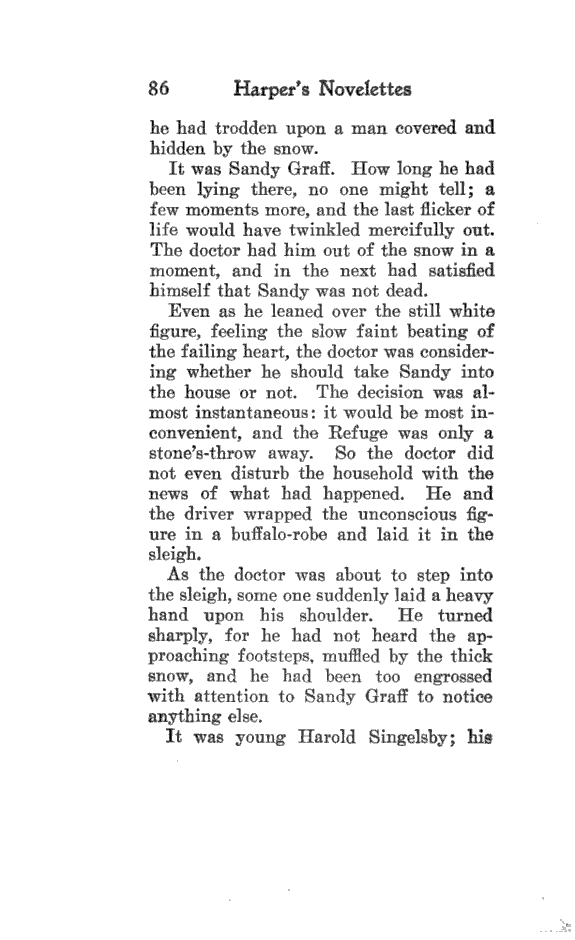 86 Harper's Novelettes
he had trodden upon a man covered and
hidden by the snow.
It was Sandy Graff. How long he had
been lying there, no one might tell; a
few moments more, and the last flicker of
life would have twinkled mercifully out.
The doctor had him out of the snow in a
moment, and in the next had satisfied
himself that Sandy was not dead.
Even as he leaned over the still white
figure, feeling the slow faint beating of
the failing heart, the doctor was consider-
ing whether he should take Sandy into
the house or not. The decision was al-
most instantaneous: it would be most in-
convenient, and the Refuge was only a
stone's-throw away. So the doctor did
not even disturb the household with the
news of what had happened. He and
the driver wrapped the unconscious fig-
ure in a buffalo-robe and laid it in the
sleigh.
As the doctor was about to step into
the sleigh, some one suddenly laid a heavy
hand upon his shoulder. He turned
sharply, for he had not heard the ap-
proaching footsteps, muffled by the thick
snow, and he had been too engrossed
with attention to Sandy Graff to notice
anything else.
It was young Harold Singelsby; his